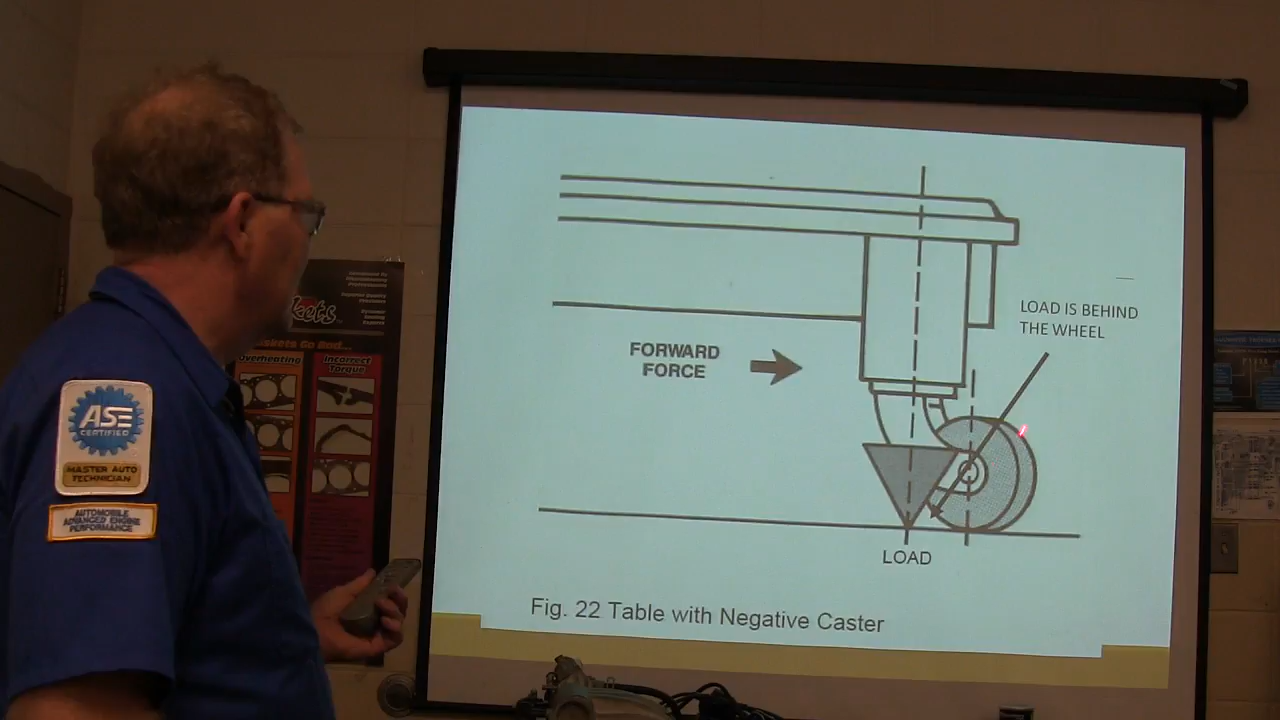 ASE
CERTIFIED
MASTER AUTO
TECHNICIAN
AUTOMOBILE
ADVANCED ENGINE
PERFORMANCE
Overheating
Incorrect
Torque
FORWARD
FORCE
LOAD IS BEHIND
THE WHEEL
LOAD
Fig. 22 Table with Negative Caster